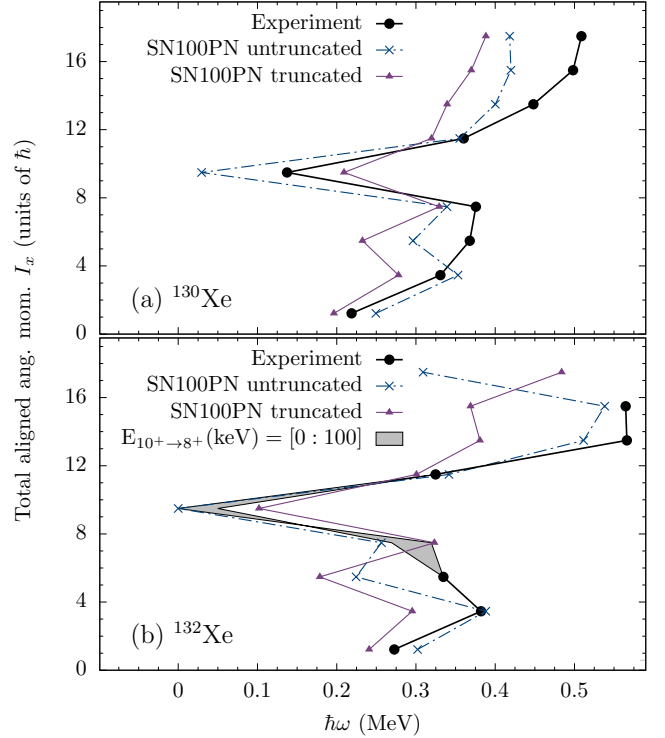 Total aligned ang. mom. Iₓ (units of ħ)
Experiment
SN100PN untruncated
SN100PN truncated
16
12
8
4
0
(a) ¹³⁰Xe
Experiment
SN100PN untruncated
SN100PN truncated
E₁₀⁺→₈⁺(keV) = [0 : 100]
16
12
8
4
0
(b) ¹³²Xe
0 0.1 0.2 0.3 0.4 0.5
ħω (MeV)